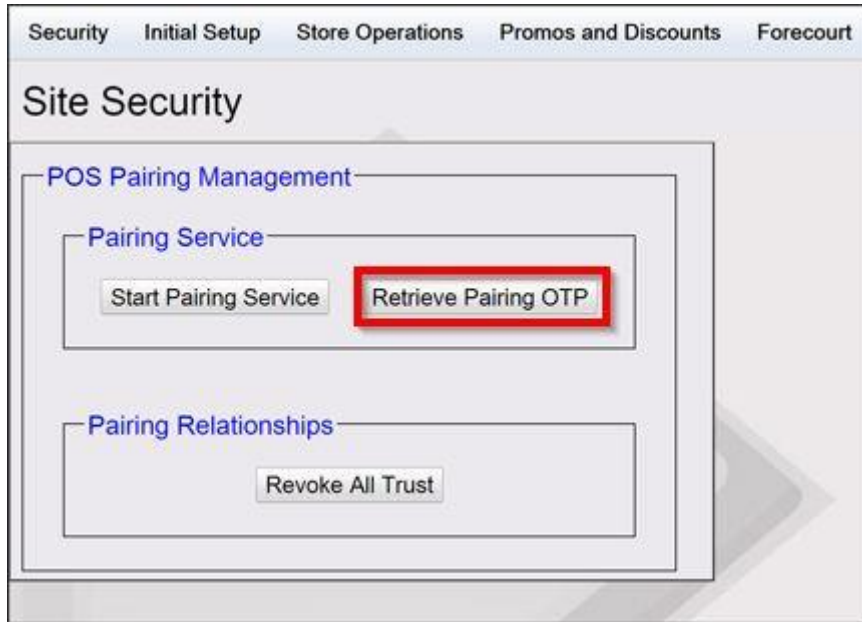 Security Initial Setup Store Operations Promos and Discounts Forecourt
Site Security
POS Pairing Management
Pairing Service
Start Pairing Service Retrieve Pairing OTP
Pairing Relationships
Revoke All Trust